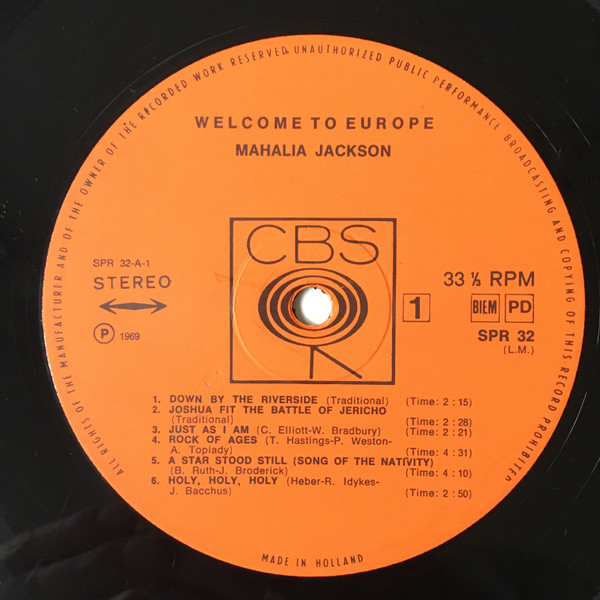 ALL RIGHTS OF THE MANUFACTURER AND OF THE OWNER OF THE RECORDED WORK RESERVED. UNAUTHORIZED PUBLIC PERFORMANCE BROADCASTING AND COPYING OF THIS RECORD PROHIBITED
WELCOME TO EUROPE
MAHALIA JACKSON
CBS
SPR 32-A-1
STEREO
Ⓟ 1969
33 ⅓ RPM
1 BIEM PD
SPR 32
(L.M.)
1. DOWN BY THE RIVERSIDE (Traditional) (Time: 2 : 15)
2. JOSHUA FIT THE BATTLE OF JERICHO
(Traditional) (Time: 2 : 28)
3. JUST AS I AM (C. Elliott-W. Bradbury) (Time: 2 : 21)
4. ROCK OF AGES (T. Hastings-P. Weston-
A. Toplady) (Time: 4 : 31)
5. A STAR STOOD STILL (SONG OF THE NATIVITY)
(B. Ruth-J. Broderick) (Time: 4 : 10)
6. HOLY, HOLY, HOLY (Heber-R. Idykes-
J. Bacchus) (Time: 2 : 50)
MADE IN HOLLAND